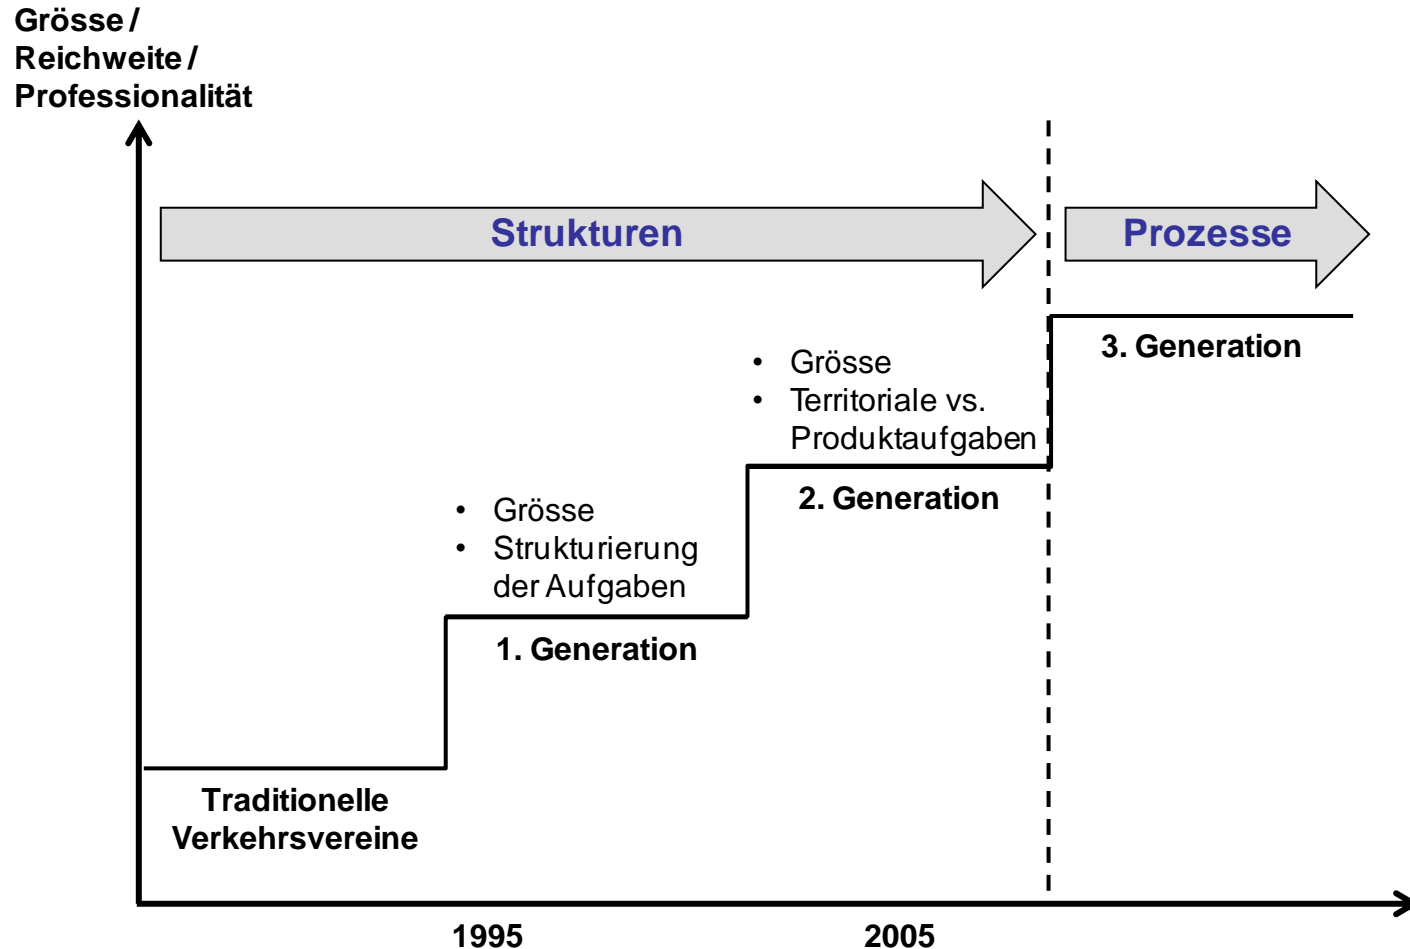 Grösse /
Reichweite /
Professionalität
Strukturen
Prozesse
3. Generation
• Grösse
• Territoriale vs.
Produktaufgaben
2. Generation
• Grösse
• Strukturierung
der Aufgaben
1. Generation
Traditionelle
Verkehrsvereine
1995
2005